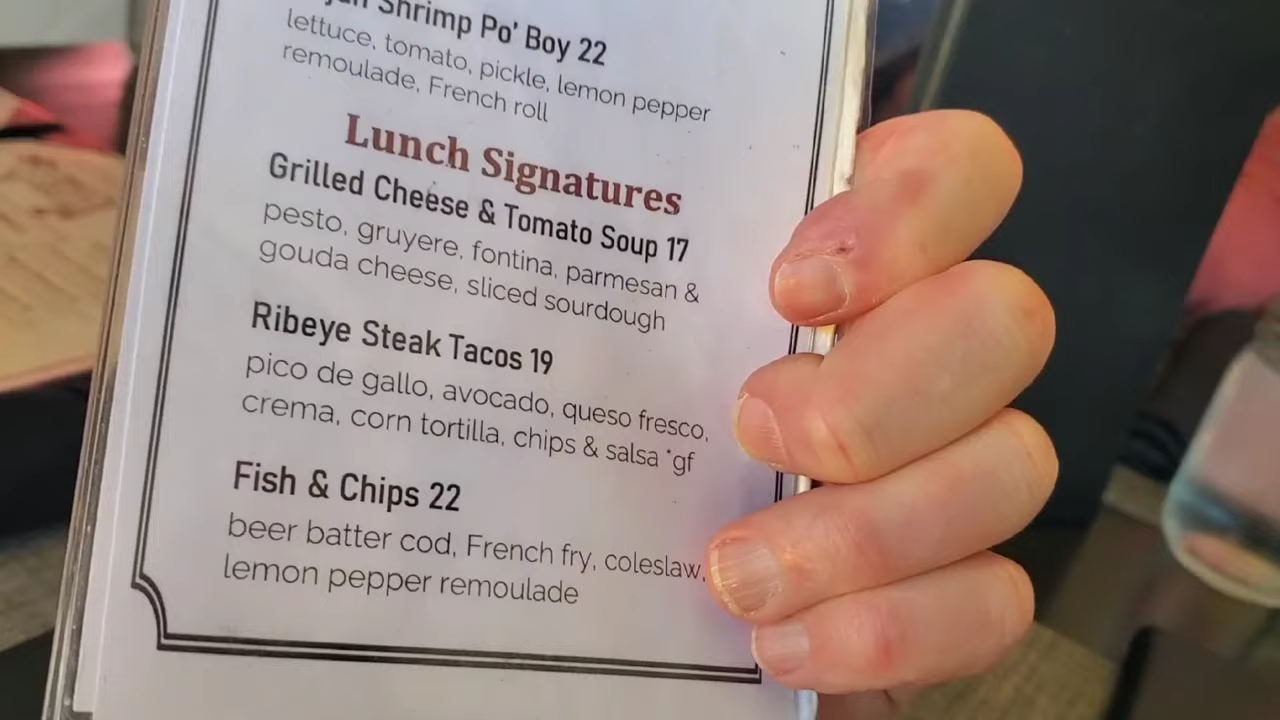 Shrimp Po' Boy 22
lettuce, tomato, pickle, lemon pepper
remoulade, French roll
Lunch Signatures
Grilled Cheese & Tomato Soup 17
pesto, gruyere, fontina, parmesan &
gouda cheese, sliced sourdough
Ribeye Steak Tacos 19
pico de gallo, avocado, queso fresco,
crema, corn tortilla, chips & salsa *gf
Fish & Chips 22
beer batter cod, French fry, coleslaw,
lemon pepper remoulade